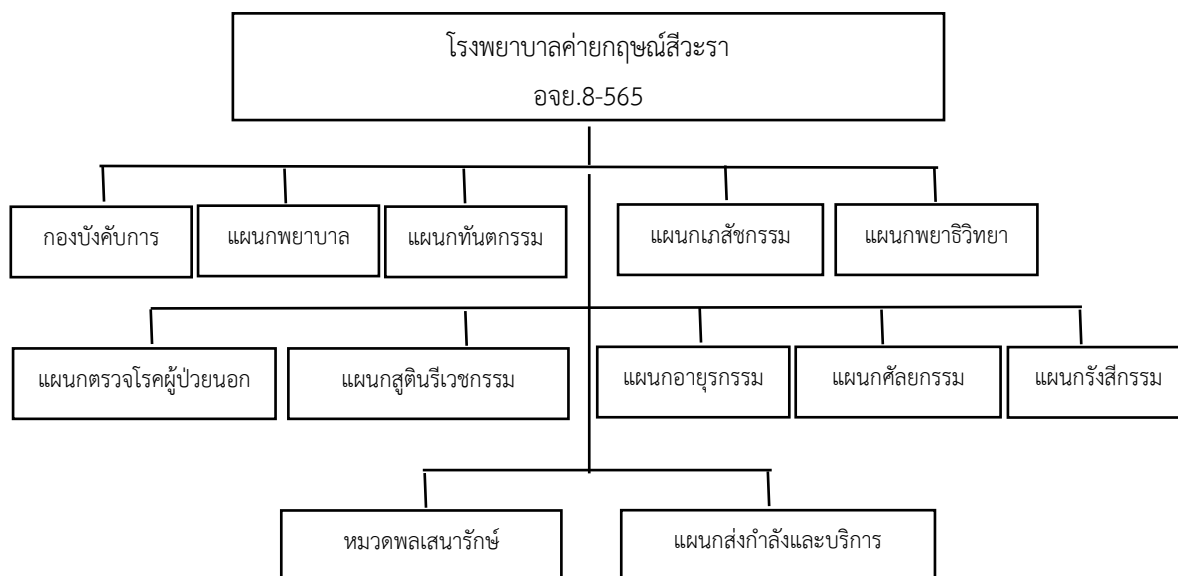 โรงพยาบาลค่ายกฤษณ์สีวะรา
อจย.8-565
กองบังคับการ
แผนกพยาบาล
แผนกทันตกรรม
แผนกเภสัชกรรม
แผนกพยาธิวิทยา
แผนกตรวจโรคผู้ป่วยนอก
แผนกสูตินรีเวชกรรม
แผนกอายุรกรรม
แผนกศัลยกรรม
แผนกรังสีกรรม
หมวดพลเสนารักษ์
แผนกส่งกำลังและบริการ